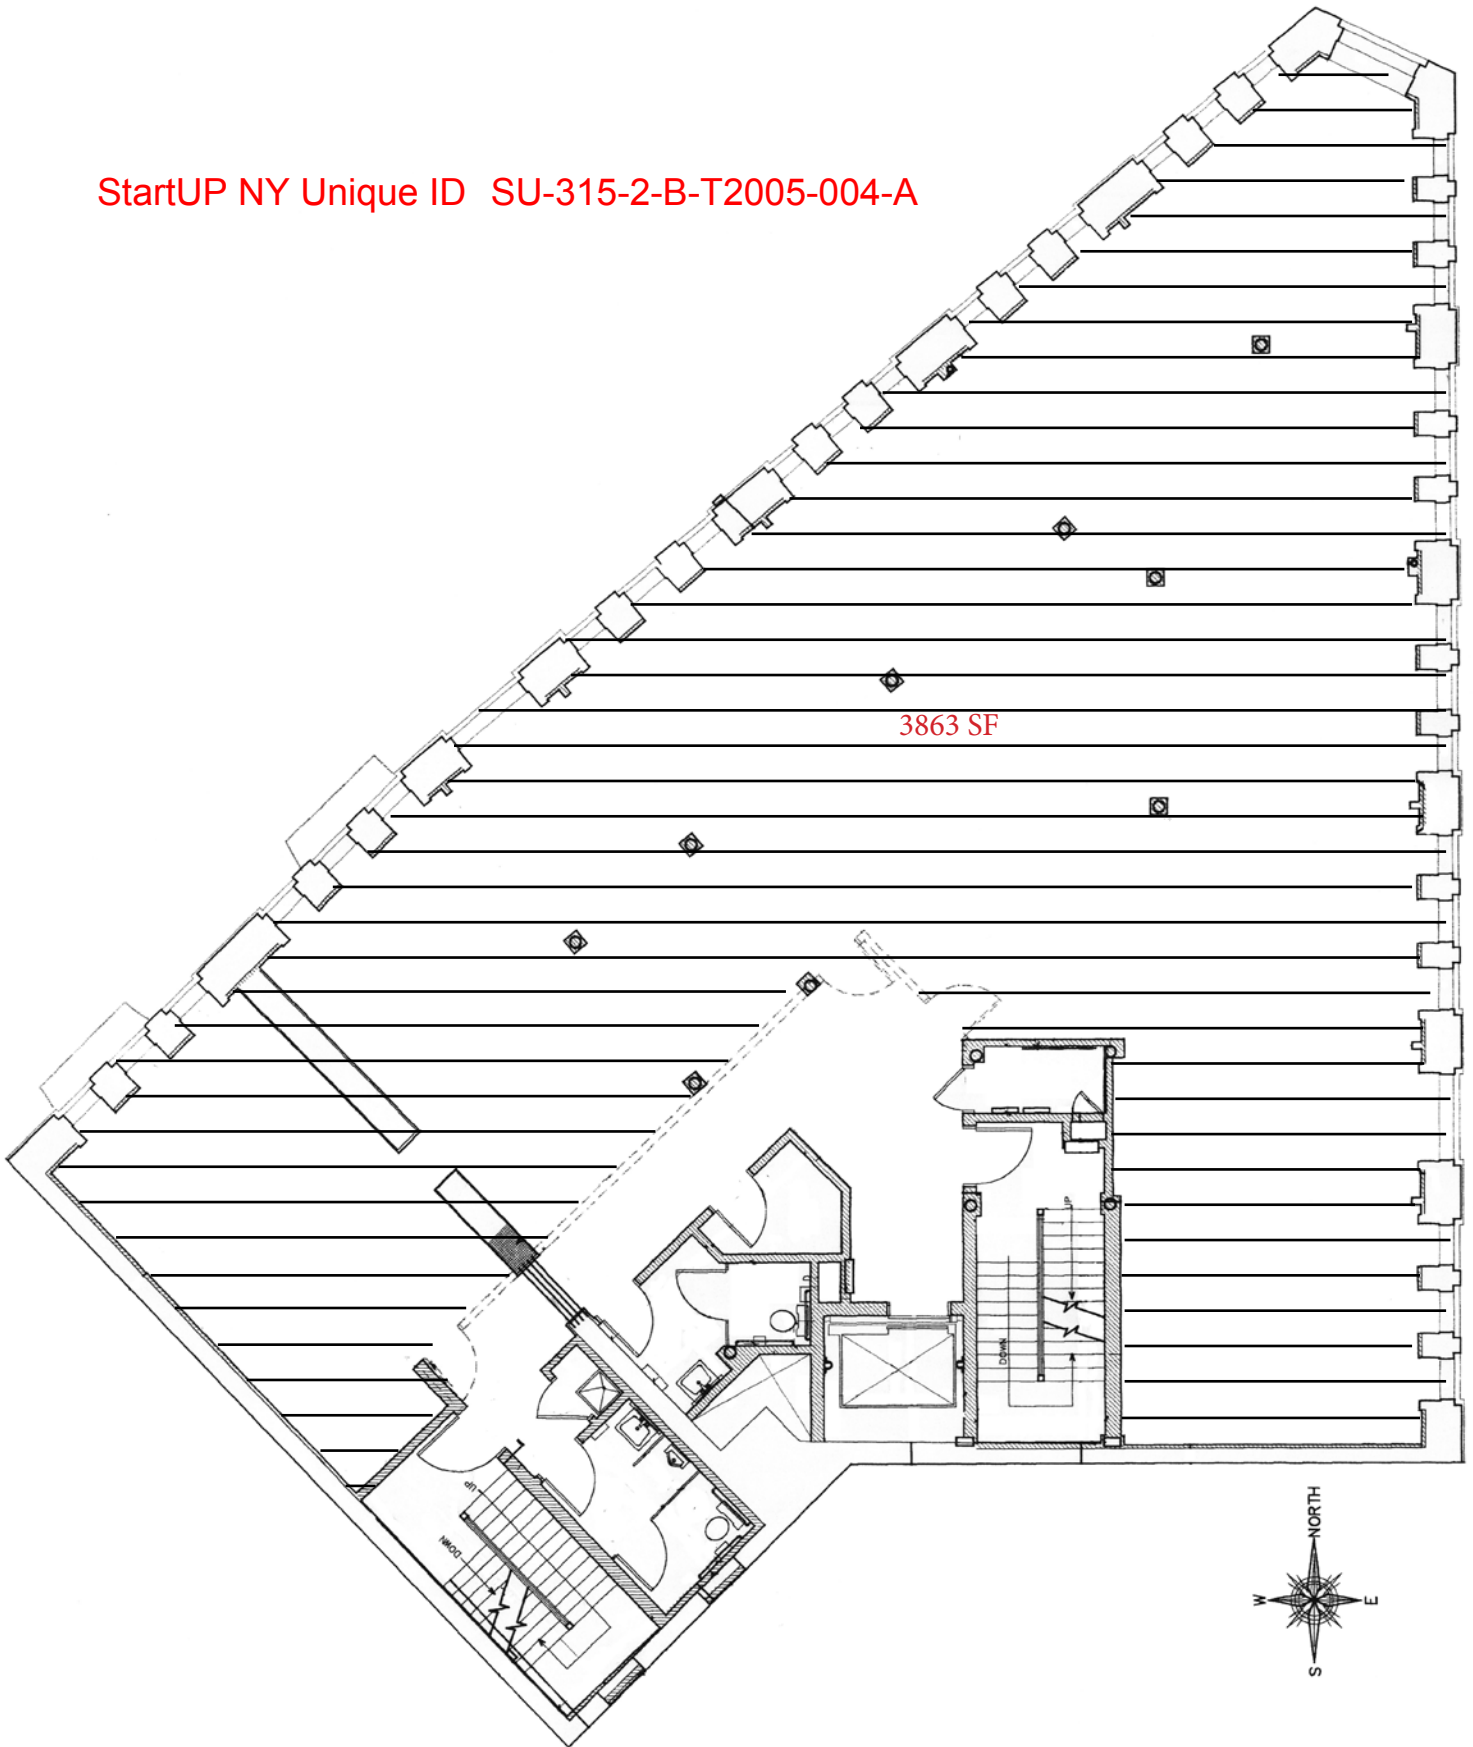 StartUP NY Unique ID SU-315-2-B-T2005-004-A
3863 SF
UP
DOWN
UP
DOWN
NORTH
W
E
S